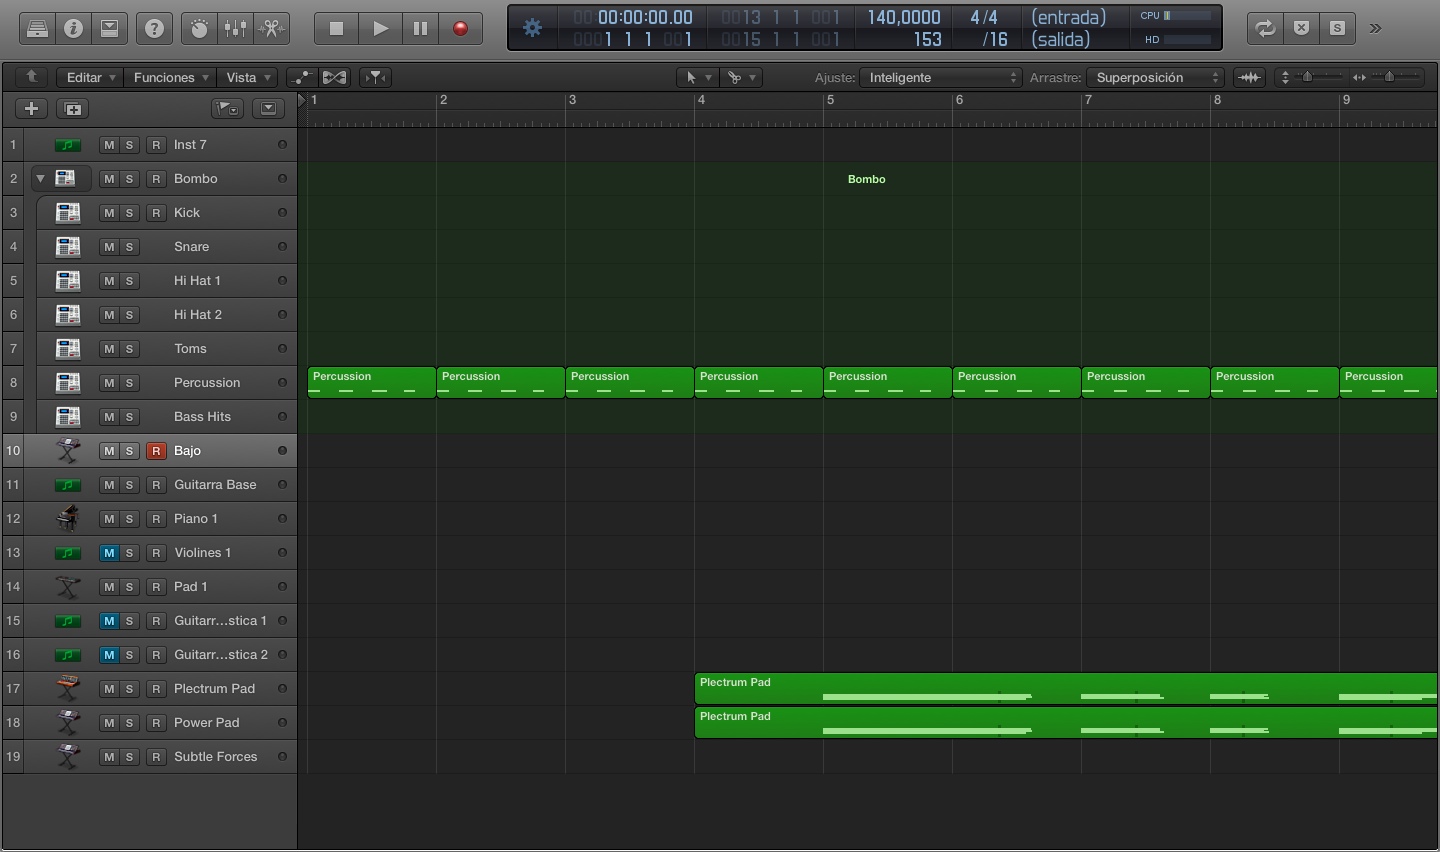 00:00:00:00.00 0013 1 1 001 140,0000 4/4 (entrada) CPU
0001 1 1 001 0015 1 1 001 153 /16 (salida) HD
S
Editar Funciones Vista Ajuste: Inteligente Arrastre: Superposición
1 2 3 4 5 6 7 8 9
1 M S R Inst 7
2 M S R Bombo Bombo
3 M S R Kick
4 M S Snare
5 M S Hi Hat 1
6 M S Hi Hat 2
7 M S Toms
8 M S Percussion Percussion Percussion Percussion Percussion Percussion Percussion Percussion Percussion Percussion
9 M S Bass Hits
10 M S R Bajo
11 M S R Guitarra Base
12 M S R Piano 1
13 M S R Violines 1
14 M S R Pad 1
15 M S R Guitarr...stica 1
16 M S R Guitarr...stica 2
17 M S R Plectrum Pad Plectrum Pad
18 M S R Power Pad Plectrum Pad
19 M S R Subtle Forces